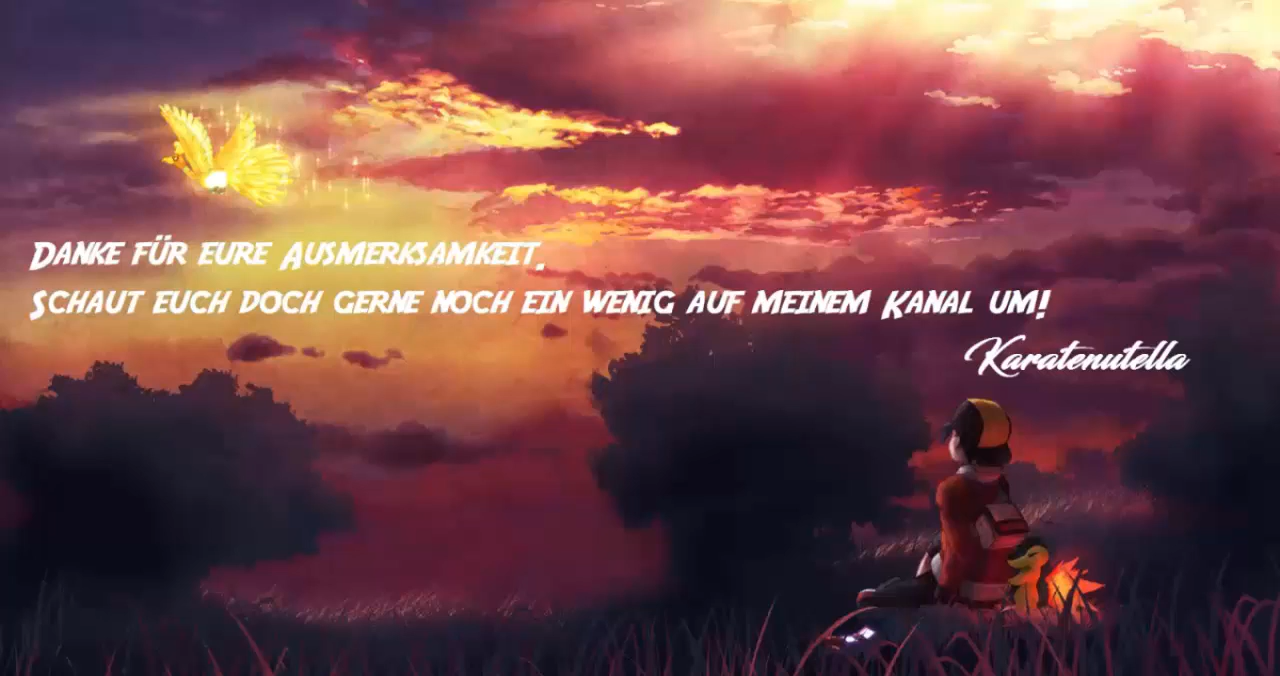 Danke für eure Ausmerksamkeit.
Schaut euch doch gerne noch ein wenig auf meinem Kanal um!
Karatenutella